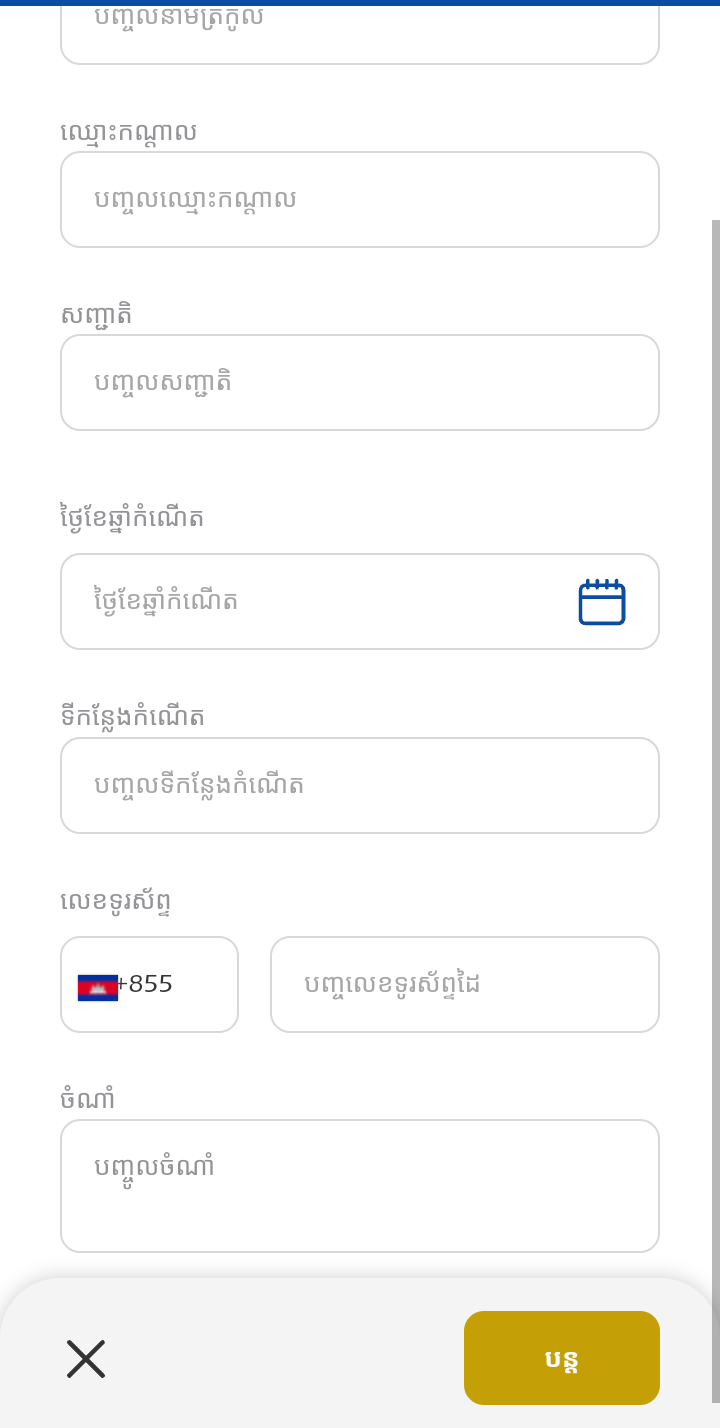 បញ្ចូលនាមត្រកូល
ឈ្មោះកណ្ដាល
បញ្ចូលឈ្មោះកណ្ដាល
សញ្ជាតិ
បញ្ចូលសញ្ជាតិ
ថ្ងៃខែឆ្នាំកំណើត
ថ្ងៃខែឆ្នាំកំណើត
ទីកន្លែងកំណើត
បញ្ចូលទីកន្លែងកំណើត
លេខទូរស័ព្ទ
+855 បញ្ចូលេខទូរស័ព្ទដៃ
ចំណាំ
បញ្ចូលចំណាំ
បន្ត